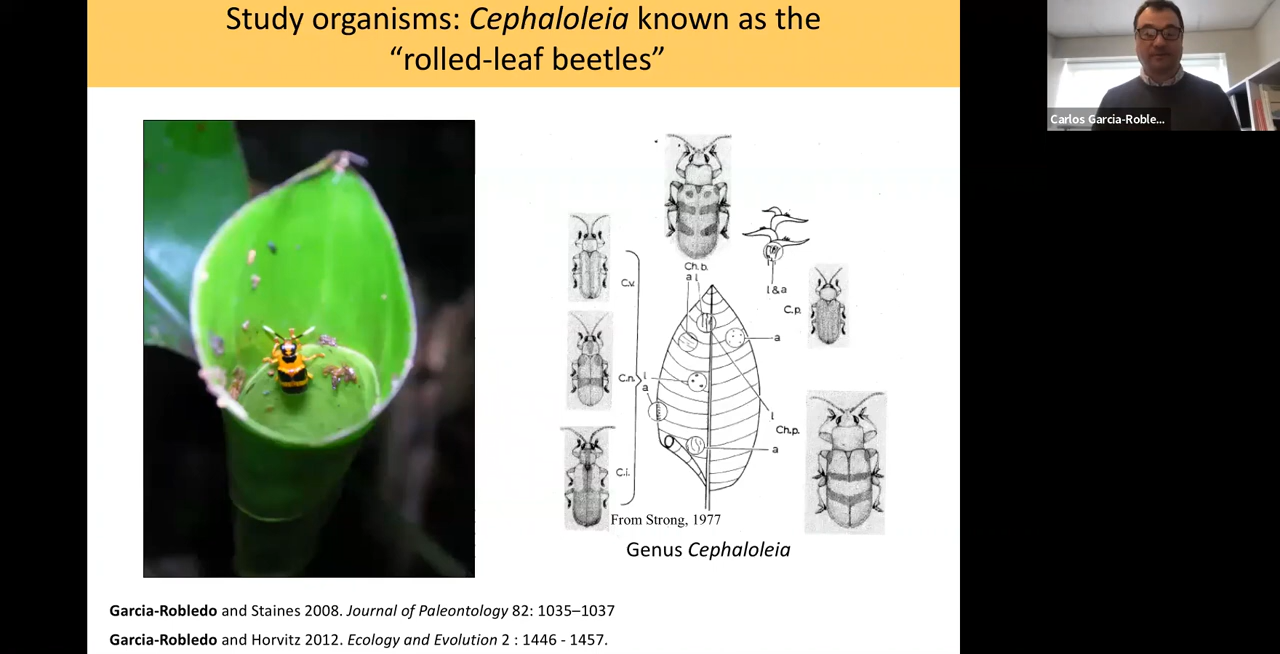 Study organisms: Cephaloleia known as the
“rolled-leaf beetles”
Carlos Garcia-Roble...
Ch.b.
a l
l & a
C.v.
C.p.
a
C.n.
l
a
l
Ch.p.
a
C.i.
From Strong, 1977
Genus Cephaloleia
Garcia-Robledo and Staines 2008. Journal of Paleontology 82: 1035–1037
Garcia-Robledo and Horvitz 2012. Ecology and Evolution 2 : 1446 - 1457.